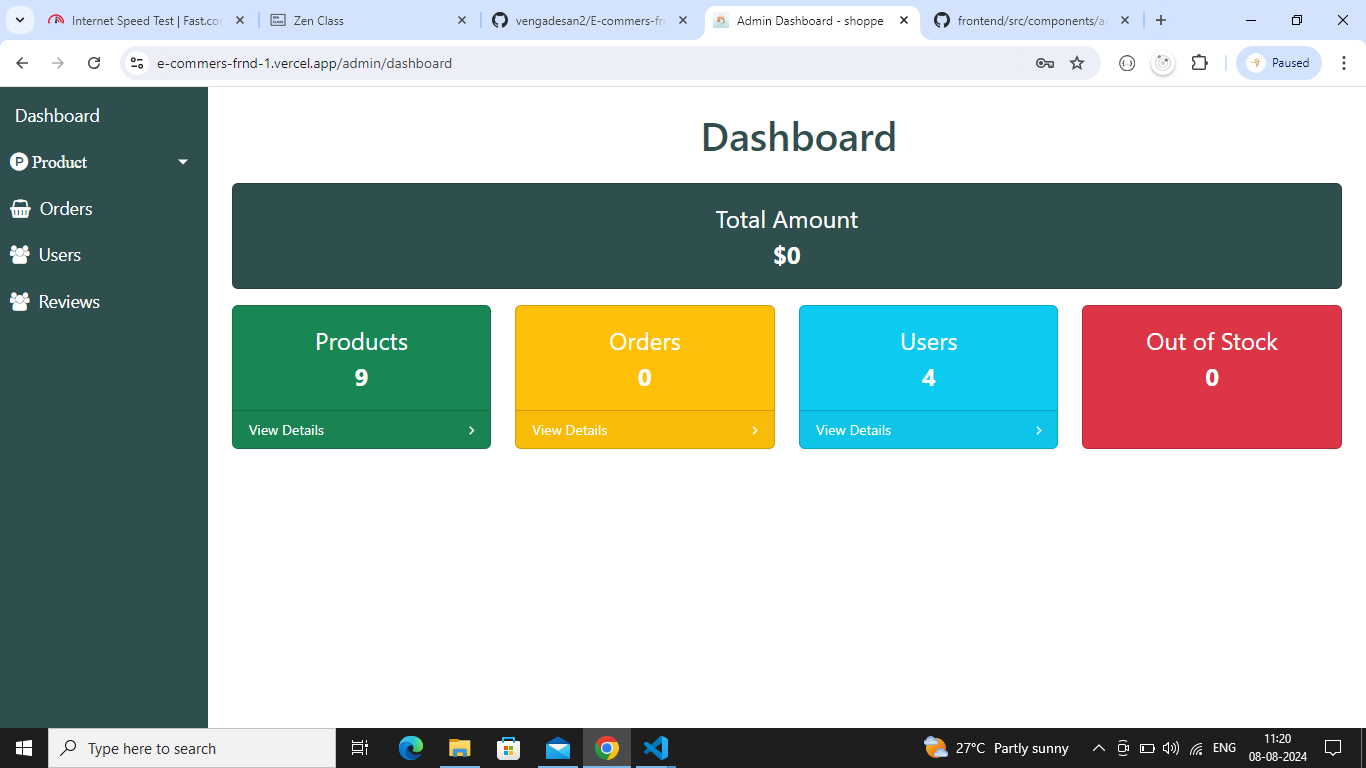 Internet Speed Test | Fast.co
Zen Class
vengadesan2/E-commers-frn
Admin Dashboard - shoppe
frontend/src/components/ad
e-commers-frnd-1.vercel.app/admin/dashboard
Paused
Dashboard
Product
Orders
Users
Reviews
Dashboard
Total Amount
$0
Products
9
View Details
Orders
0
View Details
Users
4
View Details
Out of Stock
0
Type here to search
27°C Partly sunny
ENG
11:20
08-08-2024